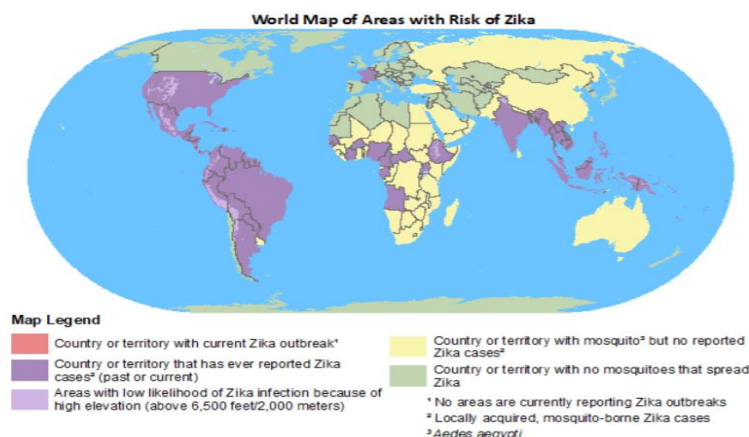 World Map of Areas with Risk of Zika
Map Legend
Country or territory with current Zika outbreak¹
Country or territory that has ever reported Zika
cases² (past or current)
Areas with low likelihood of Zika infection because of
high elevation (above 6,500 feet/2,000 meters)
Country or territory with mosquito³ but no reported
Zika cases²
Country or territory with no mosquitoes that spread
Zika
¹ No areas are currently reporting Zika outbreaks
² Locally acquired, mosquito-borne Zika cases
³ Aedes aegypti